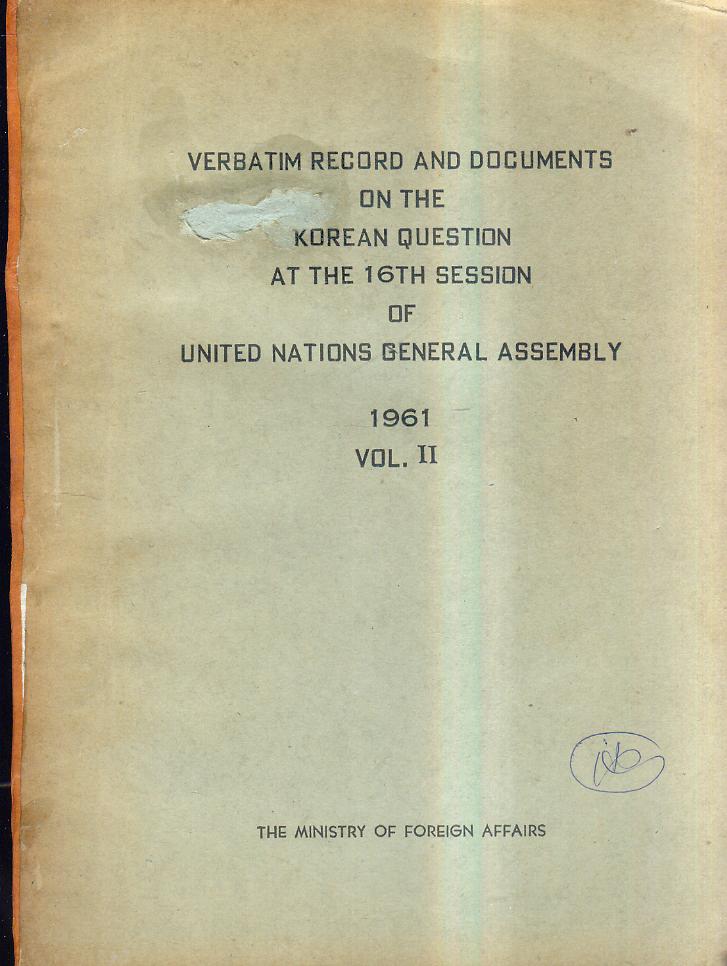 VERBATIM RECORD AND DOCUMENTS
ON THE
KOREAN QUESTION
AT THE 16TH SESSION
OF
UNITED NATIONS GENERAL ASSEMBLY
1961
VOL. II
THE MINISTRY OF FOREIGN AFFAIRS